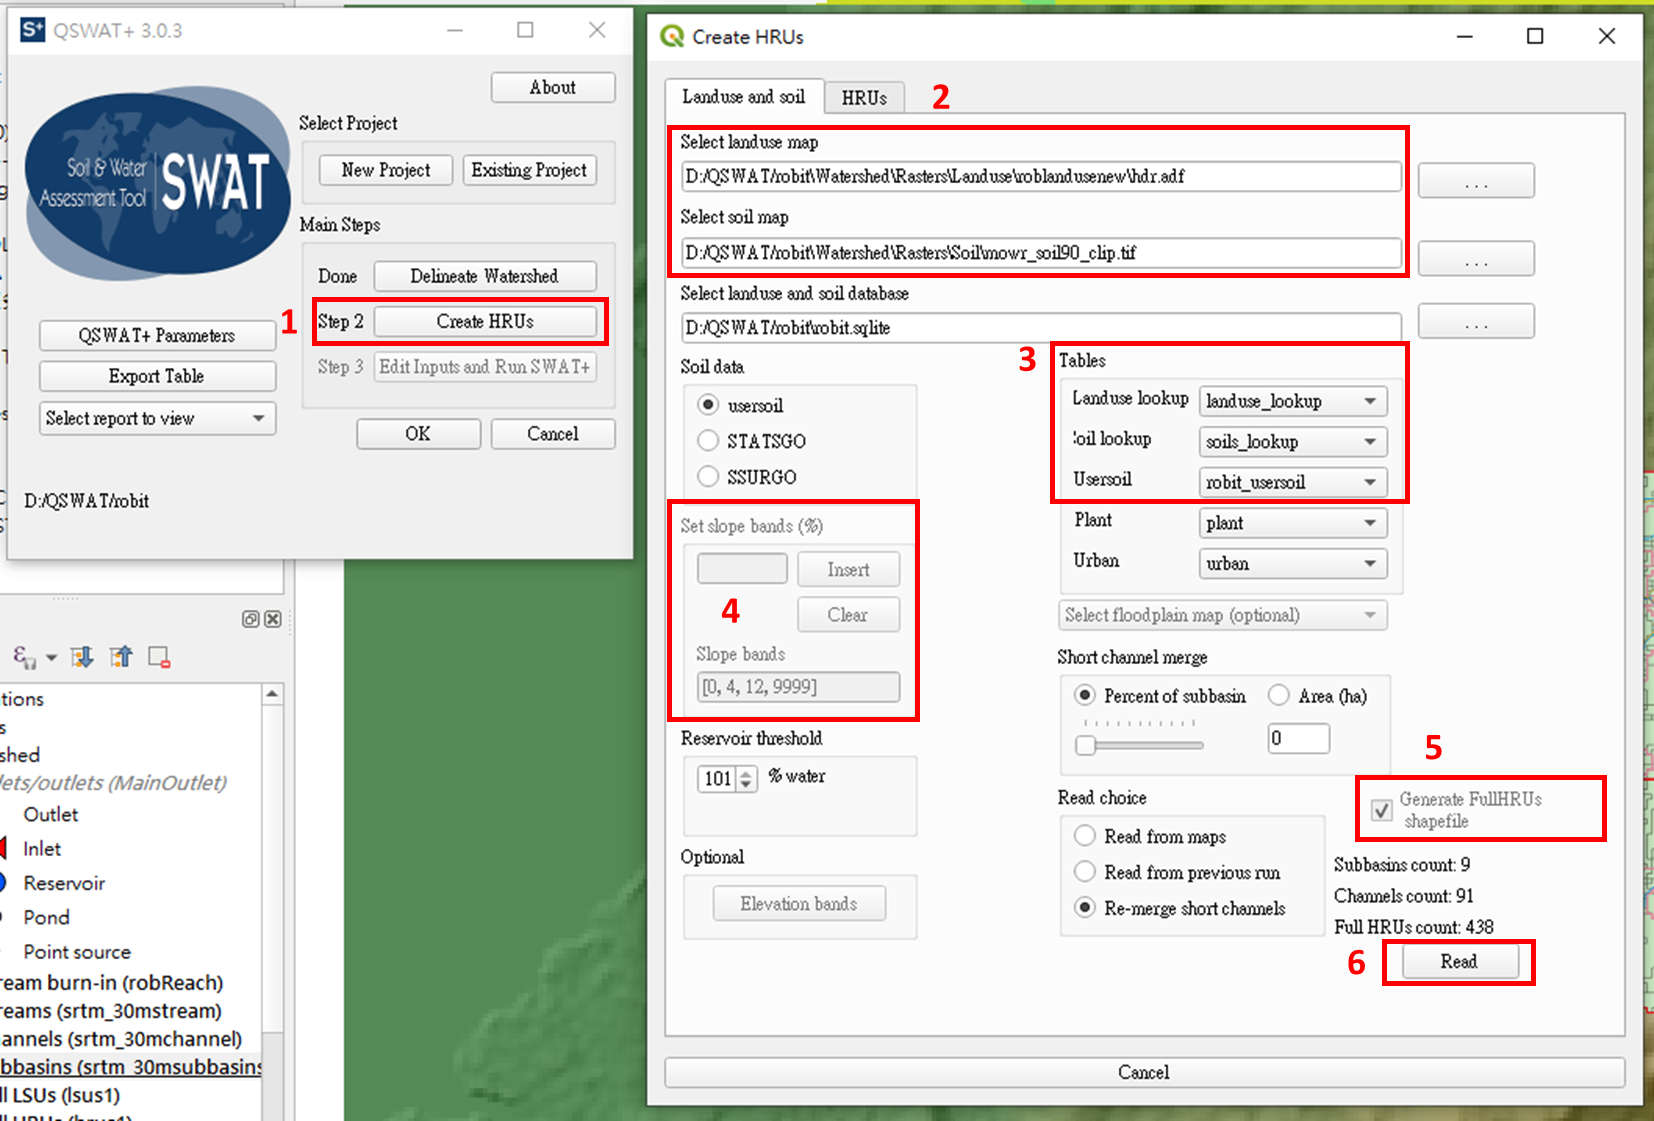 QSWAT+ 3.0.3
About
Soil & Water
Assessment Tool
SWAT
Select Project
New Project
Existing Project
Main Steps
Done
Delineate Watershed
1
Step 2
Create HRUs
Step 3
Edit Inputs and Run SWAT+
QSWAT+ Parameters
Export Table
Select report to view
OK
Cancel
D:/QSWAT/robit
tions
shed
lets/outlets (MainOutlet)
Outlet
Inlet
Reservoir
Pond
Point source
ream burn-in (robReach)
reams (srtm_30mstream)
annels (srtm_30mchannel)
bbasins (srtm_30msubbasins
ll LSUs (lsus1)
Create HRUs
Landuse and soil
HRUs
2
Select landuse map
D:/QSWAT/robit\Watershed\Rasters\Landuse\roblandusenew\hdr.adf
...
Select soil map
D:/QSWAT/robit\Watershed\Rasters\Soil\mowr_soil90_clip.tif
...
Select landuse and soil database
D:/QSWAT/robit\robit.sqlite
...
Soil data
usersoil
STATSGO
SSURGO
3
Tables
Landuse lookup
landuse_lookup
oil lookup
soils_lookup
Usersoil
robit_usersoil
Plant
plant
Urban
urban
Set slope bands (%)
Insert
4
Clear
Slope bands
[0, 4, 12, 9999]
Select floodplain map (optional)
Short channel merge
Percent of subbasin
Area (ha)
0
Reservoir threshold
101
% water
5
Read choice
Read from maps
Read from previous run
Re-merge short channels
Generate FullHRUs
shapefile
Optional
Elevation bands
Subbasins count: 9
Channels count: 91
Full HRUs count: 438
6
Read
Cancel